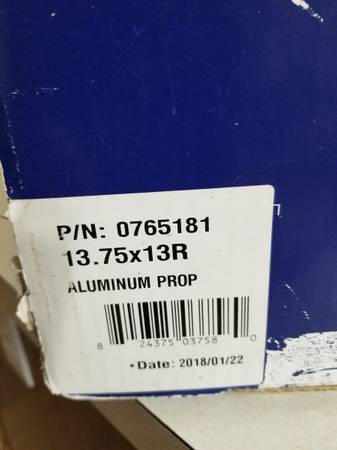 P/N: 0765181
13.75x13R
ALUMINUM PROP
8 24375 03758 0
•Date: 2018/01/22